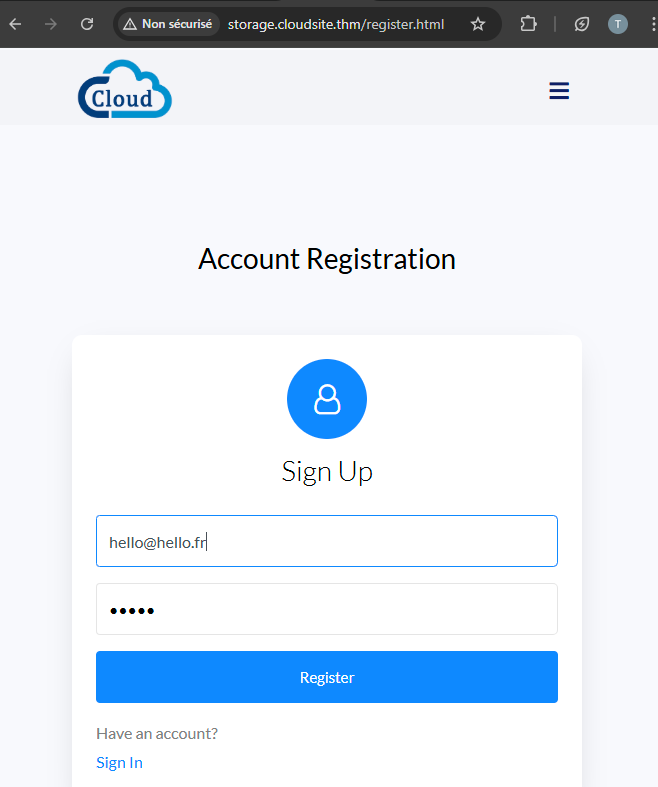 Non sécurisé storage.cloudsite.thm/register.html T
Cloud
Account Registration
Sign Up
hello@hello.fr
•••••
Register
Have an account?
Sign In